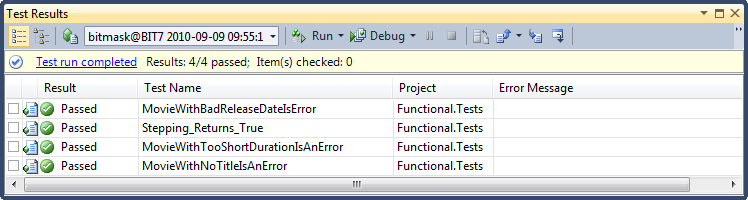 Test Results
bitmask@BIT7 2010-09-09 09:55:1 Run Debug
Test run completed Results: 4/4 passed; Item(s) checked: 0
Result Test Name Project Error Message
Passed MovieWithBadReleaseDateIsError Functional.Tests
Passed Stepping_Returns_True Functional.Tests
Passed MovieWithTooShortDurationIsAnError Functional.Tests
Passed MovieWithNoTitleIsAnError Functional.Tests